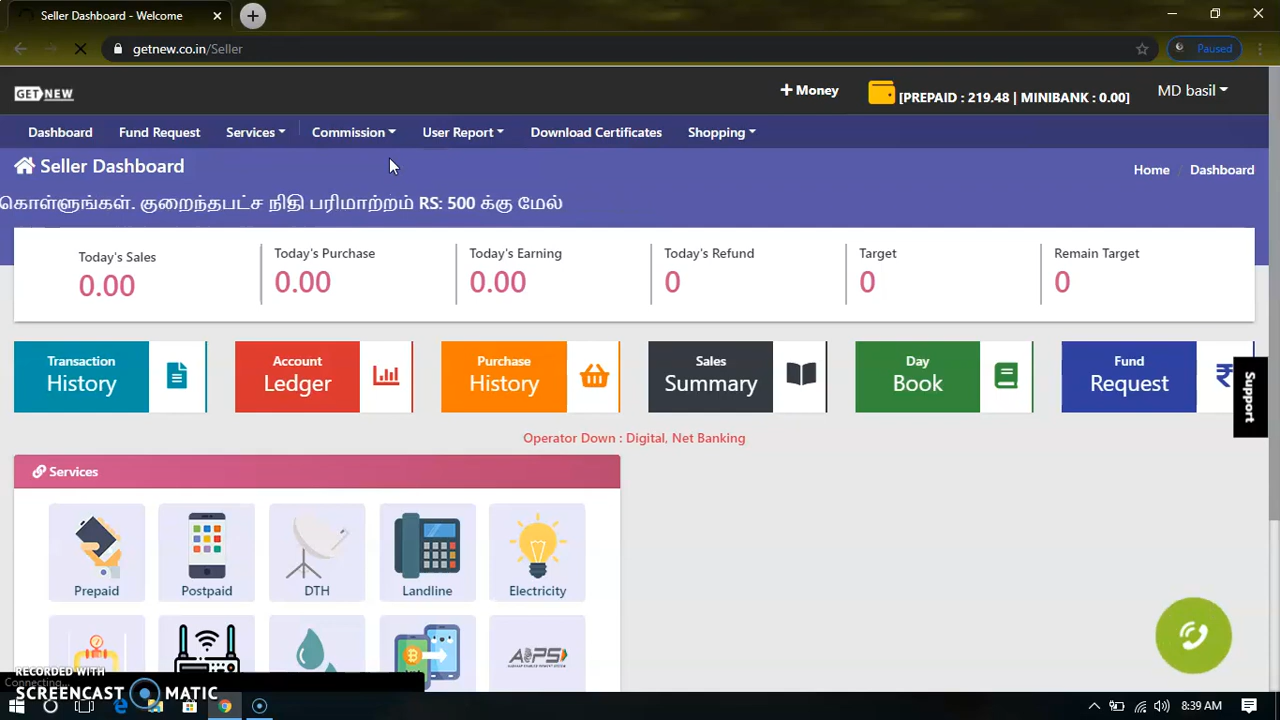 Seller Dashboard - Welcome
getnew.co.in/Seller
Paused
GET NEW
Money
[PREPAID : 219.48 | MINIBANK : 0.00]
MD basil
Dashboard Fund Request Services Commission User Report Download Certificates Shopping
Seller Dashboard
Home / Dashboard
கொள்ளுங்கள். குறைந்தபட்ச நிதி பரிமாற்றம் RS: 500 க்கு மேல்
Today's Sales
0.00
Today's Purchase
0.00
Today's Earning
0.00
Today's Refund
0
Target
0
Remain Target
0
Transaction
History
Account
Ledger
Purchase
History
Sales
Summary
Day
Book
Fund
Request
Support
Operator Down : Digital, Net Banking
Services
Prepaid Postpaid DTH Landline Electricity
AEPS
RECORDED WITH
SCREENCAST MATIC
Connecting...
8:39 AM